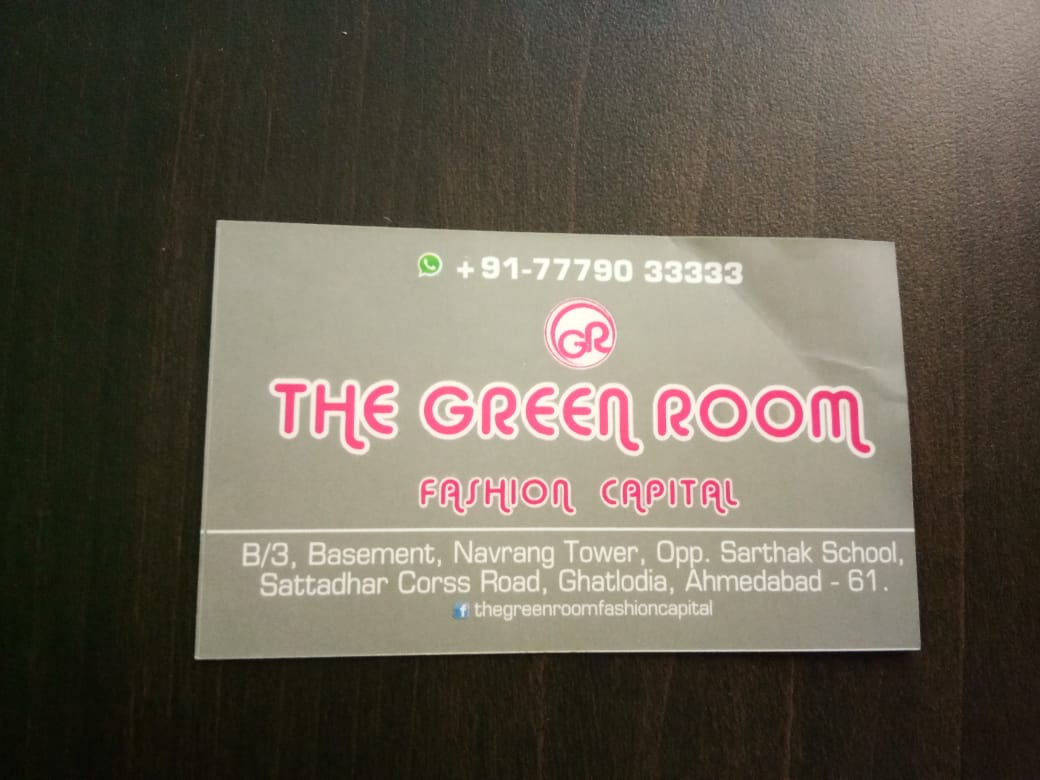 +91-77790 33333
GR
THE GREEN ROOM
FASHION CAPITAL
B/3, Basement, Navrang Tower, Opp. Sarthak School,
Sattadhar Corss Road, Ghatlodia, Ahmedabad - 61.
f thegreenroomfashioncapital